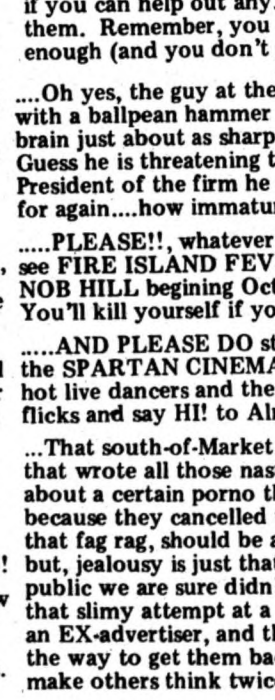 if you can help out any.
them. Remember, you
enough (and you don't
....Oh yes, the guy at the
with a ballpean hammer
brain just about as sharp
Guess he is threatening t
President of the firm he
for again....how immatu
.....PLEASE!!, whatever
see FIRE ISLAND FEV
NOB HILL begining Oct
You'll kill yourself if yo
.....AND PLEASE DO st
the SPARTAN CINEMA
hot live dancers and the
flicks and say HI! to Al
...That south-of-Market
that wrote all those nas
about a certain porno th
because they cancelled
that fag rag, should be a
but, jealousy is just that
public we are sure didn
that slimy attempt at a
an EX-advertiser, and th
the way to get them ba
make others think twic